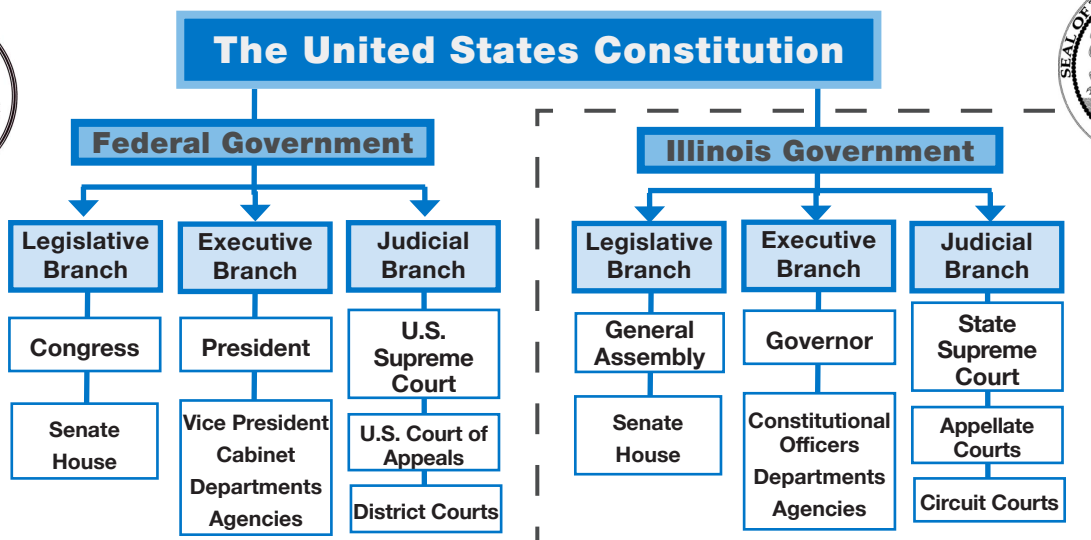 The United States Constitution
SEAL OF
Federal Government
Legislative
Branch
Congress
Senate
House
Executive
Branch
President
Vice President
Cabinet
Departments
Agencies
Judicial
Branch
U.S.
Supreme
Court
U.S. Court of
Appeals
District Courts
Illinois Government
Legislative
Branch
General
Assembly
Senate
House
Executive
Branch
Governor
Constitutional
Officers
Departments
Agencies
Judicial
Branch
State
Supreme
Court
Appellate
Courts
Circuit Courts